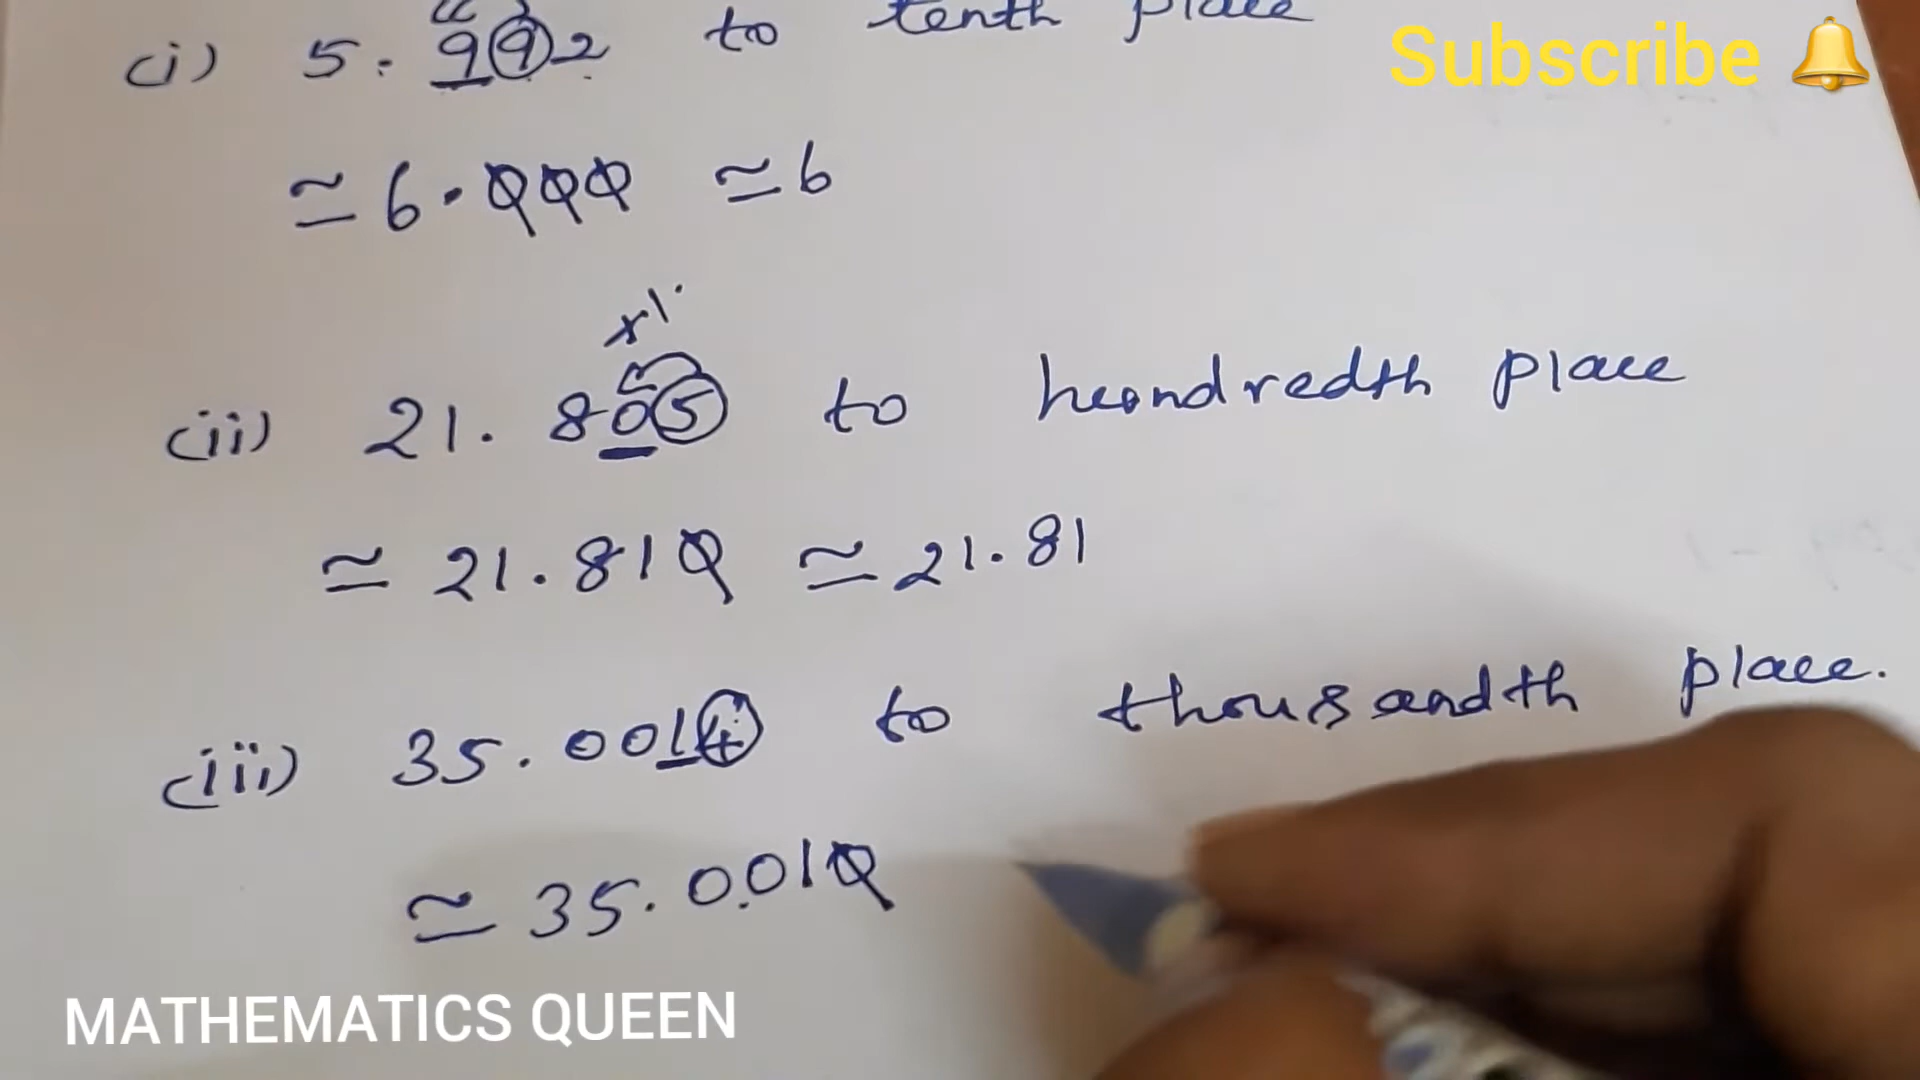 (i) 5.992 to tenth place
Subscribe 🔔
≃ 6.000 ≃ 6
x1
(ii) 21.805 to hundredth place
≃ 21.810 ≃ 21.81
(iii) 35.0014 to thousandth place.
≃ 35.0010
MATHEMATICS QUEEN